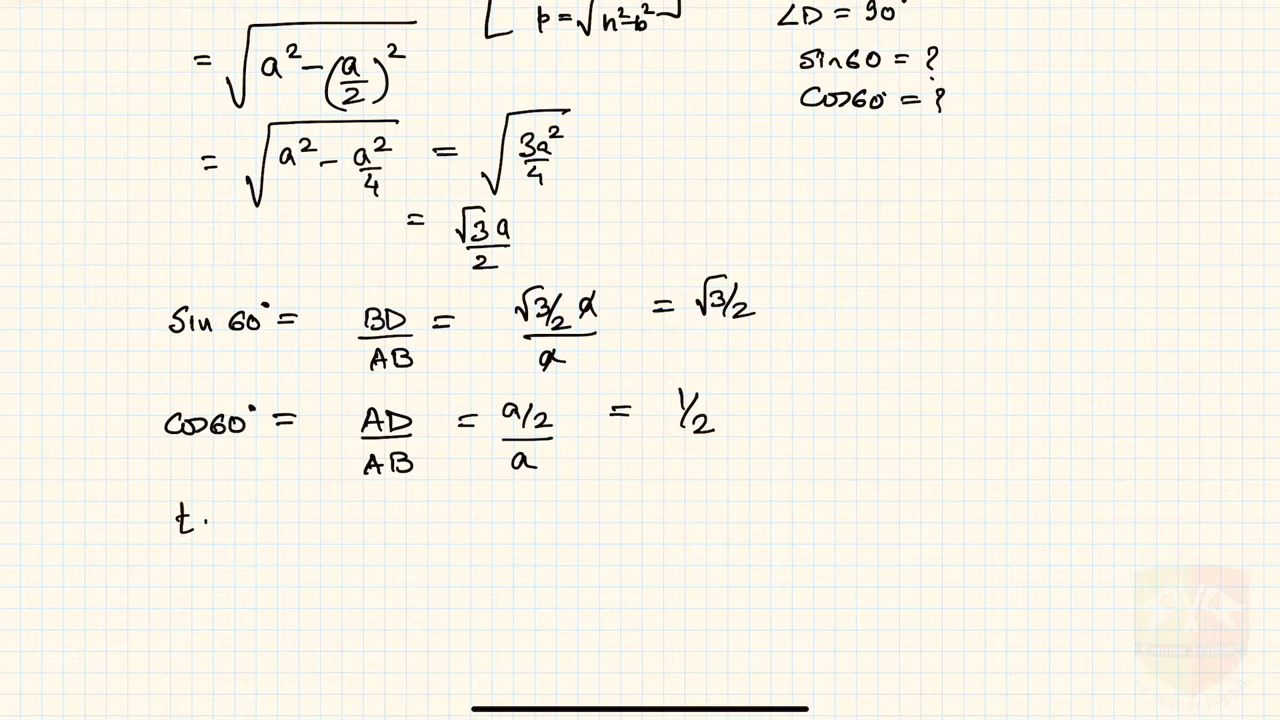 [ p = √h²-b² ]
∠D = 90°
= √a² - (a/2)²
sin60 = ?
cos60° = ?
= √a² - a²/4 = √3a²/4
= √3a/2
Sin 60° = BD/AB = √3/2 a/a = √3/2
cos60° = AD/AB = a/2/a = 1/2
t.